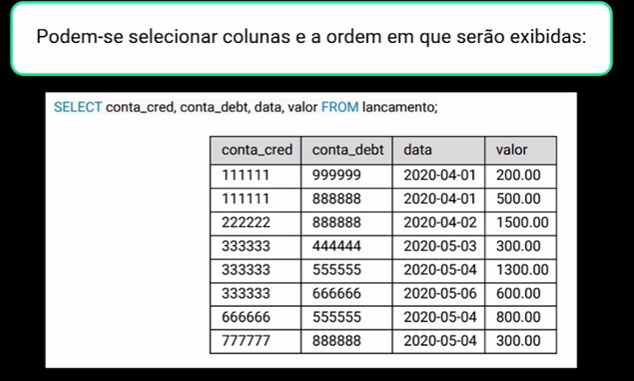 Podem-se selecionar colunas e a ordem em que serão exibidas:
SELECT conta_cred, conta_debt, data, valor FROM lancamento;
conta_cred conta_debt data valor
111111 999999 2020-04-01 200.00
111111 888888 2020-04-01 500.00
222222 888888 2020-04-02 1500.00
333333 444444 2020-05-03 300.00
333333 555555 2020-05-04 1300.00
333333 666666 2020-05-06 600.00
666666 555555 2020-05-04 800.00
777777 888888 2020-05-04 300.00